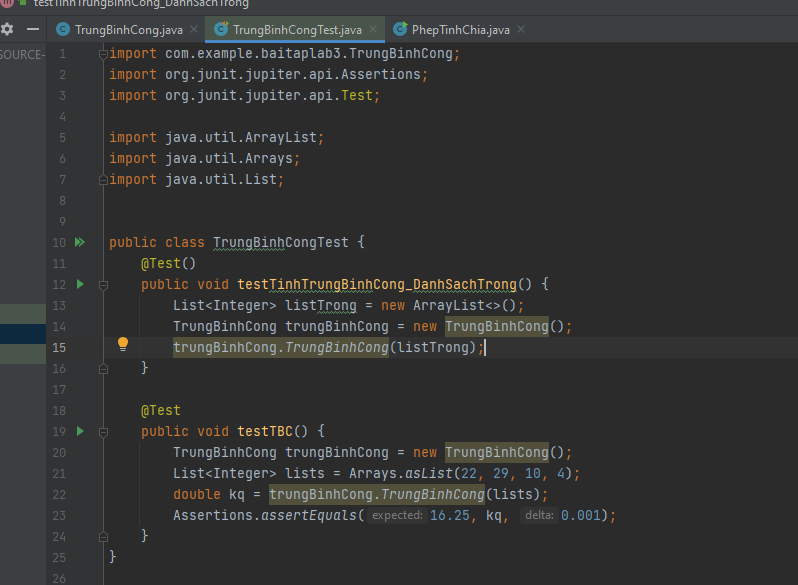 testTinhTrungBinhCong_DanhSachTrong
TrungBinhCong.java TrungBinhCongTest.java PhepTinhChia.java
SOURCE-
1 import com.example.baitaplab3.TrungBinhCong;
2 import org.junit.jupiter.api.Assertions;
3 import org.junit.jupiter.api.Test;
4
5 import java.util.ArrayList;
6 import java.util.Arrays;
7 import java.util.List;
8
9
10 public class TrungBinhCongTest {
11 @Test()
12 public void testTinhTrungBinhCong_DanhSachTrong() {
13 List<Integer> listTrong = new ArrayList<>();
14 TrungBinhCong trungBinhCong = new TrungBinhCong();
15 trungBinhCong.TrungBinhCong(listTrong);
16 }
17
18 @Test
19 public void testTBC() {
20 TrungBinhCong trungBinhCong = new TrungBinhCong();
21 List<Integer> lists = Arrays.asList(22, 29, 10, 4);
22 double kq = trungBinhCong.TrungBinhCong(lists);
23 Assertions.assertEquals( expected: 16.25, kq, delta: 0.001);
24 }
25 }
26